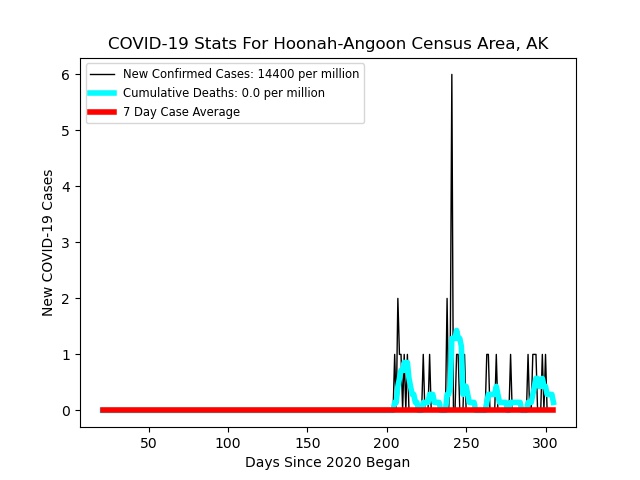 COVID-19 Stats For Hoonah-Angoon Census Area, AK
New Confirmed Cases: 14400 per million
Cumulative Deaths: 0.0 per million
7 Day Case Average
New COVID-19 Cases
6
5
4
3
2
1
0
50 100 150 200 250 300
Days Since 2020 Began